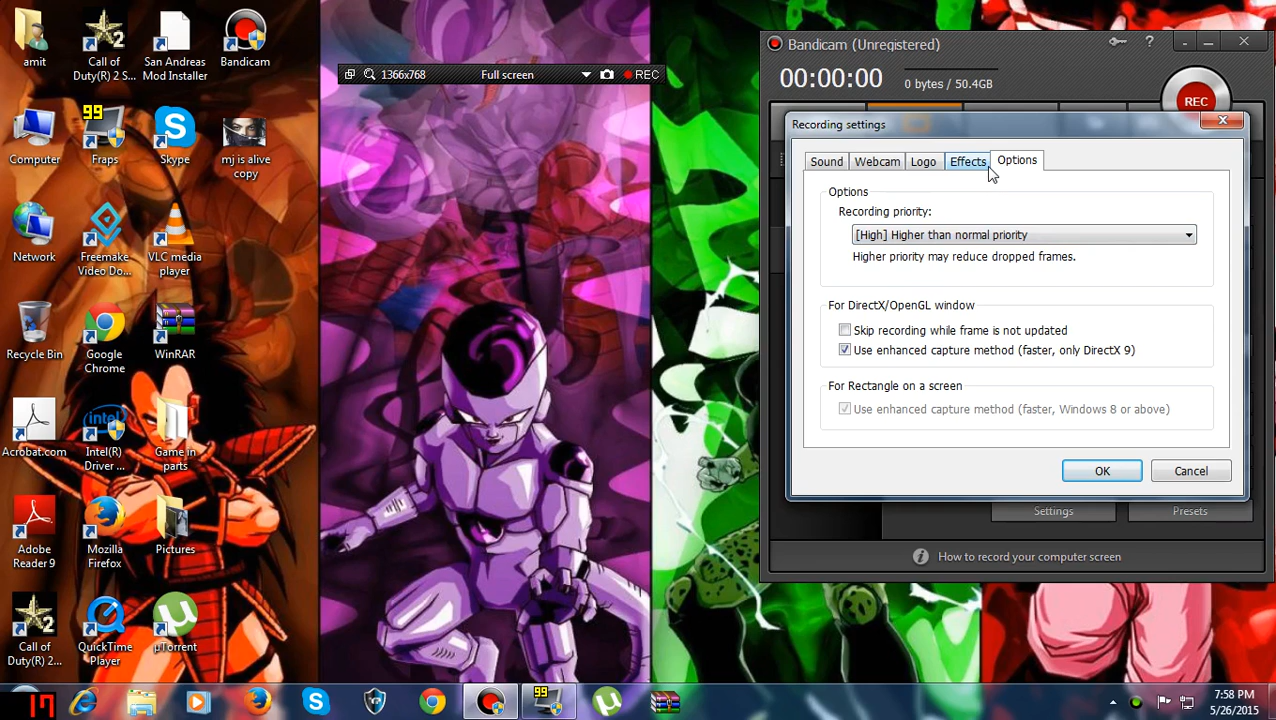 amit
Call of
Duty(R) 2 S...
San Andreas
Mod Installer
Bandicam
Computer
99
Fraps
Skype
mj is alive
copy
Network
Freemake
Video Do...
VLC media
player
Recycle Bin
Google
Chrome
WinRAR
Acrobat.com
Intel(R)
Driver ...
Game in
parts
Adobe
Reader 9
Mozilla
Firefox
Pictures
Call of
Duty(R) 2...
QuickTime
Player
µTorrent
1366x768 Full screen REC
Bandicam (Unregistered)
00:00:00 0 bytes / 50.4GB
REC
Recording settings
Sound Webcam Logo Effects Options
Options
Recording priority:
[High] Higher than normal priority
Higher priority may reduce dropped frames.
For DirectX/OpenGL window
Skip recording while frame is not updated
Use enhanced capture method (faster, only DirectX 9)
For Rectangle on a screen
Use enhanced capture method (faster, Windows 8 or above)
OK Cancel
Settings Presets
How to record your computer screen
17
99
7:58 PM
5/26/2015